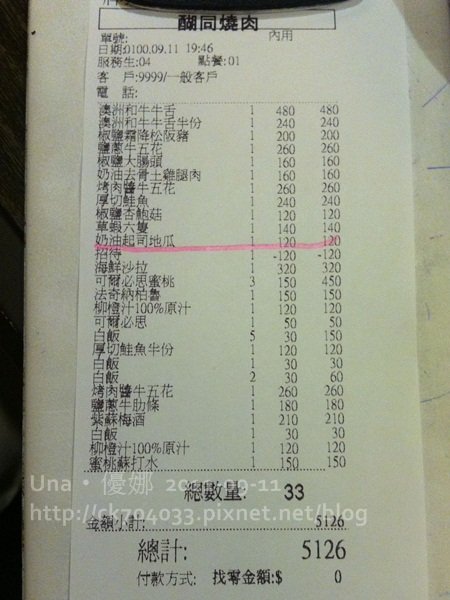 醐同燒肉
單號:
內用
日期:0100.09.11 19:46
服務生:04 點餐:01
客 戶:9999/一般客戶
電 話:
澳洲和牛牛舌 1 480 480
澳洲和牛牛舌半份 1 240 240
椒鹽霜降松阪豬 1 200 200
鹽蔥牛五花 1 260 260
椒鹽大腸頭 1 160 160
奶油去骨土雞腿肉 1 160 160
烤肉醬牛五花 1 260 260
厚切鮭魚 1 240 240
椒鹽杏鮑菇 1 120 120
草蝦六隻 1 140 140
奶油起司地瓜 1 120 120
招待 1 -120 -120
海鮮沙拉 1 320 320
可爾必思蜜桃 3 150 450
法奇納柏魯 1 150 150
柳橙汁100%原汁 1 120 120
可爾必思 1 50 50
白飯 5 30 150
厚切鮭魚半份 1 120 120
白飯 1 30 30
白飯 2 30 60
烤肉醬牛五花 1 260 260
鹽蔥牛肋條 1 180 180
紫蘇梅酒 1 210 210
白飯 1 30 30
柳橙汁100%原汁 1 120 120
蜜桃蘇打水 1 150 150
Una‧優娜
總數量: 33
http://ck704033.pixnet.net/blog
金額小計: 5126
總計: 5126
付款方式: 找零金額:$ 0